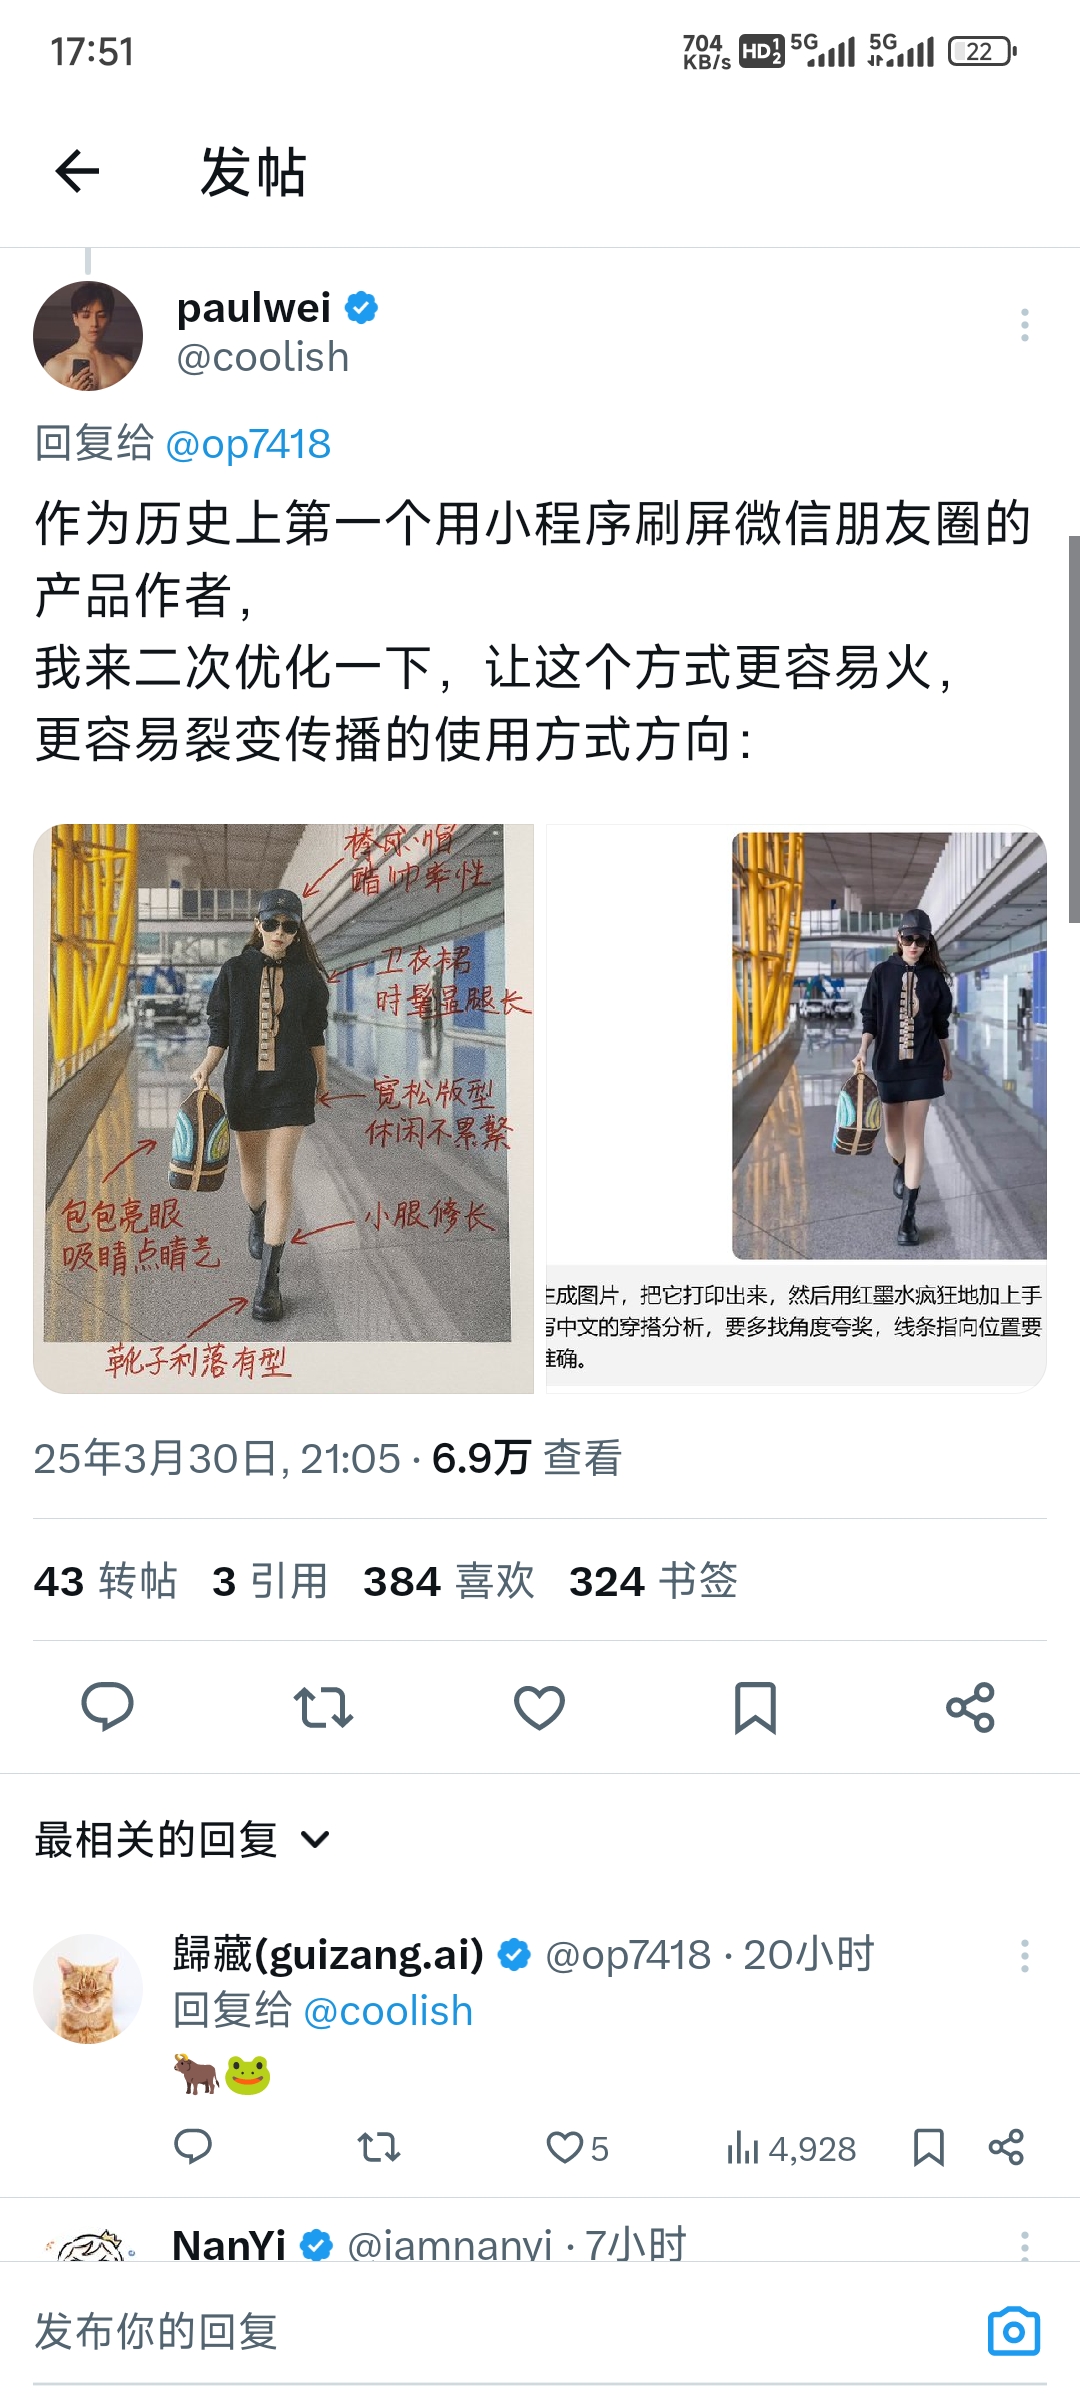 17:51
704 KB/s HD 1 2 5G 5G 22
发帖
paulwei
@coolish
回复给 @op7418
作为历史上第一个用小程序刷屏微信朋友圈的
产品作者，
我来二次优化一下，让这个方式更容易火，
更容易裂变传播的使用方式方向：
棒球帽
酷帅率性
卫衣裙
时髦显腿长
宽松版型
休闲不累赘
包包亮眼
吸睛点睛之
小腿修长
靴子利落有型
生成图片，把它打印出来，然后用红墨水疯狂地加上手
写中文的穿搭分析，要多找角度夸奖，线条指向位置要
准确。
25年3月30日, 21:05 · 6.9万 查看
43 转帖 3 引用 384 喜欢 324 书签
最相关的回复
歸藏(guizang.ai) @op7418 · 20小时
回复给 @coolish
🐂🐸
5 4,928
NanYi @iamnanyi · 7小时
发布你的回复